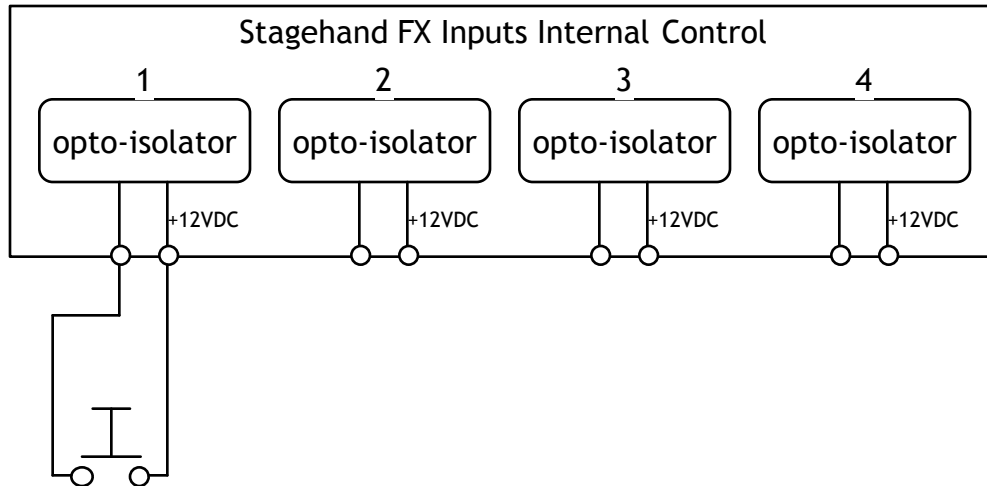 Stagehand FX Inputs Internal Control
1
2
3
4
opto-isolator
opto-isolator
opto-isolator
opto-isolator
+12VDC
+12VDC
+12VDC
+12VDC